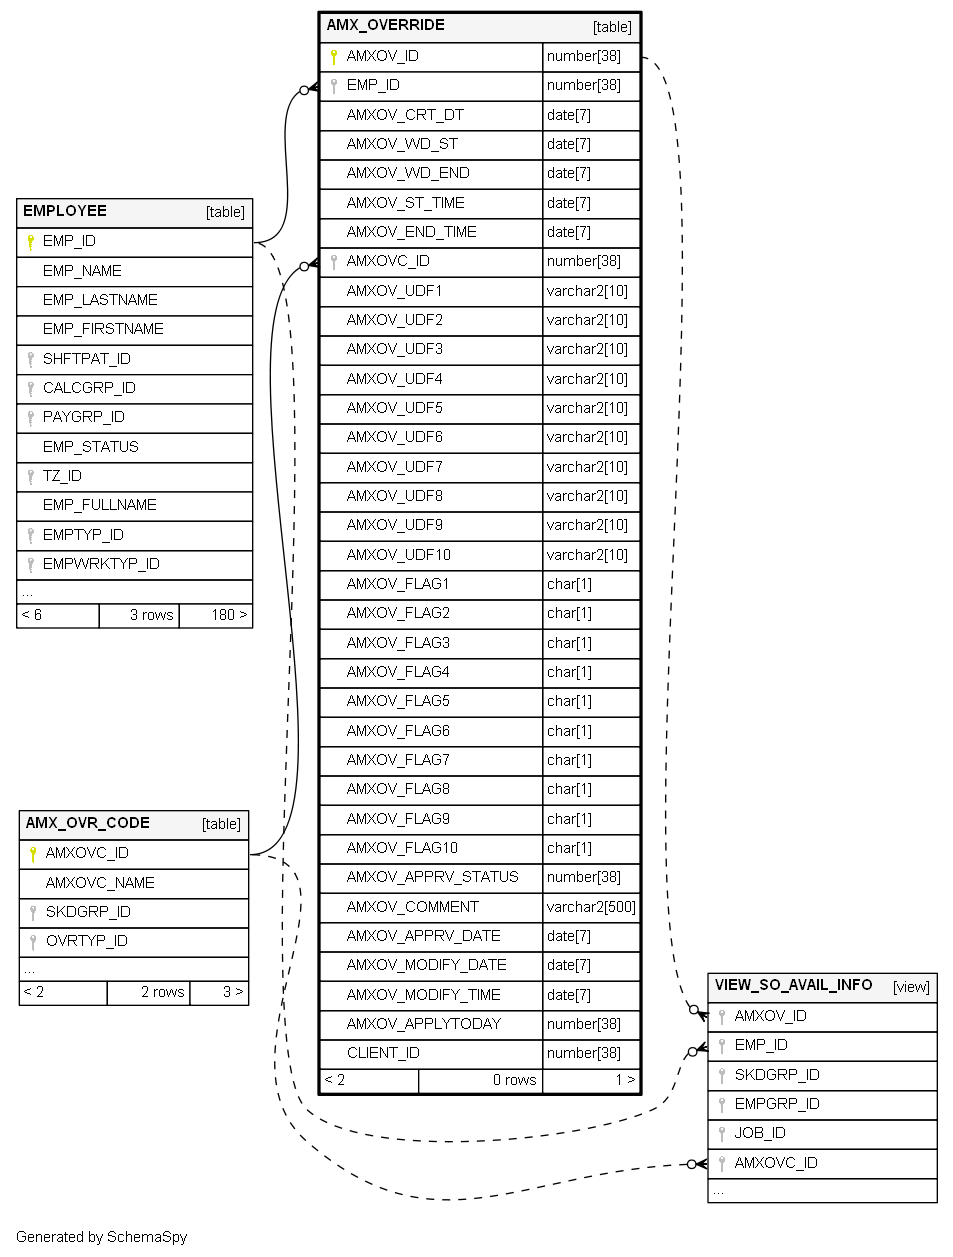 AMX_OVERRIDE [table]
AMXOV_ID number[38]
EMP_ID number[38]
AMXOV_CRT_DT date[7]
AMXOV_WD_ST date[7]
AMXOV_WD_END date[7]
AMXOV_ST_TIME date[7]
AMXOV_END_TIME date[7]
AMXOVC_ID number[38]
AMXOV_UDF1 varchar2[10]
AMXOV_UDF2 varchar2[10]
AMXOV_UDF3 varchar2[10]
AMXOV_UDF4 varchar2[10]
AMXOV_UDF5 varchar2[10]
AMXOV_UDF6 varchar2[10]
AMXOV_UDF7 varchar2[10]
AMXOV_UDF8 varchar2[10]
AMXOV_UDF9 varchar2[10]
AMXOV_UDF10 varchar2[10]
AMXOV_FLAG1 char[1]
AMXOV_FLAG2 char[1]
AMXOV_FLAG3 char[1]
AMXOV_FLAG4 char[1]
AMXOV_FLAG5 char[1]
AMXOV_FLAG6 char[1]
AMXOV_FLAG7 char[1]
AMXOV_FLAG8 char[1]
AMXOV_FLAG9 char[1]
AMXOV_FLAG10 char[1]
AMXOV_APPRV_STATUS number[38]
AMXOV_COMMENT varchar2[500]
AMXOV_APPRV_DATE date[7]
AMXOV_MODIFY_DATE date[7]
AMXOV_MODIFY_TIME date[7]
AMXOV_APPLYTODAY number[38]
CLIENT_ID number[38]
< 2 0 rows 1 >
EMPLOYEE [table]
EMP_ID
EMP_NAME
EMP_LASTNAME
EMP_FIRSTNAME
SHFTPAT_ID
CALCGRP_ID
PAYGRP_ID
EMP_STATUS
TZ_ID
EMP_FULLNAME
EMPTYP_ID
EMPWRKTYP_ID
...
< 6 3 rows 180 >
AMX_OVR_CODE [table]
AMXOVC_ID
AMXOVC_NAME
SKDGRP_ID
OVRTYP_ID
...
< 2 2 rows 3 >
VIEW_SO_AVAIL_INFO [view]
AMXOV_ID
EMP_ID
SKDGRP_ID
EMPGRP_ID
JOB_ID
AMXOVC_ID
...
Generated by SchemaSpy